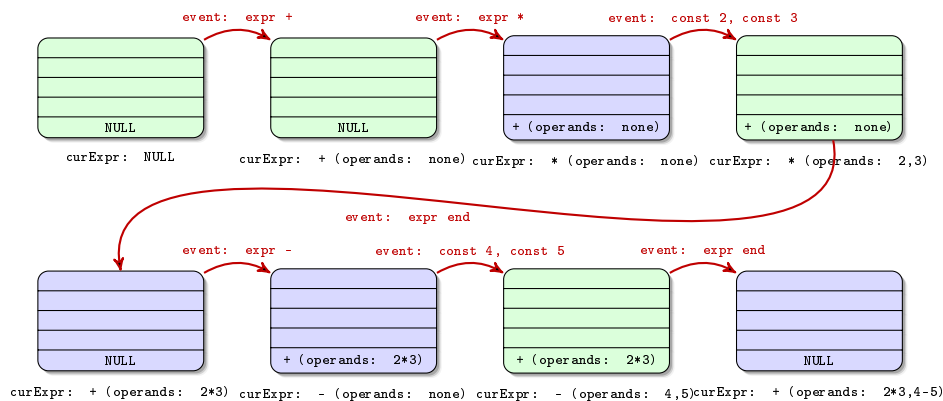 event: expr +
event: expr *
event: const 2, const 3
NULL
NULL
+ (operands: none)
+ (operands: none)
curExpr: NULL
curExpr: + (operands: none)
curExpr: * (operands: none)
curExpr: * (operands: 2,3)
event: expr end
event: expr -
event: const 4, const 5
event: expr end
NULL
+ (operands: 2*3)
+ (operands: 2*3)
NULL
curExpr: + (operands: 2*3)
curExpr: - (operands: none)
curExpr: - (operands: 4,5)
curExpr: + (operands: 2*3,4-5)